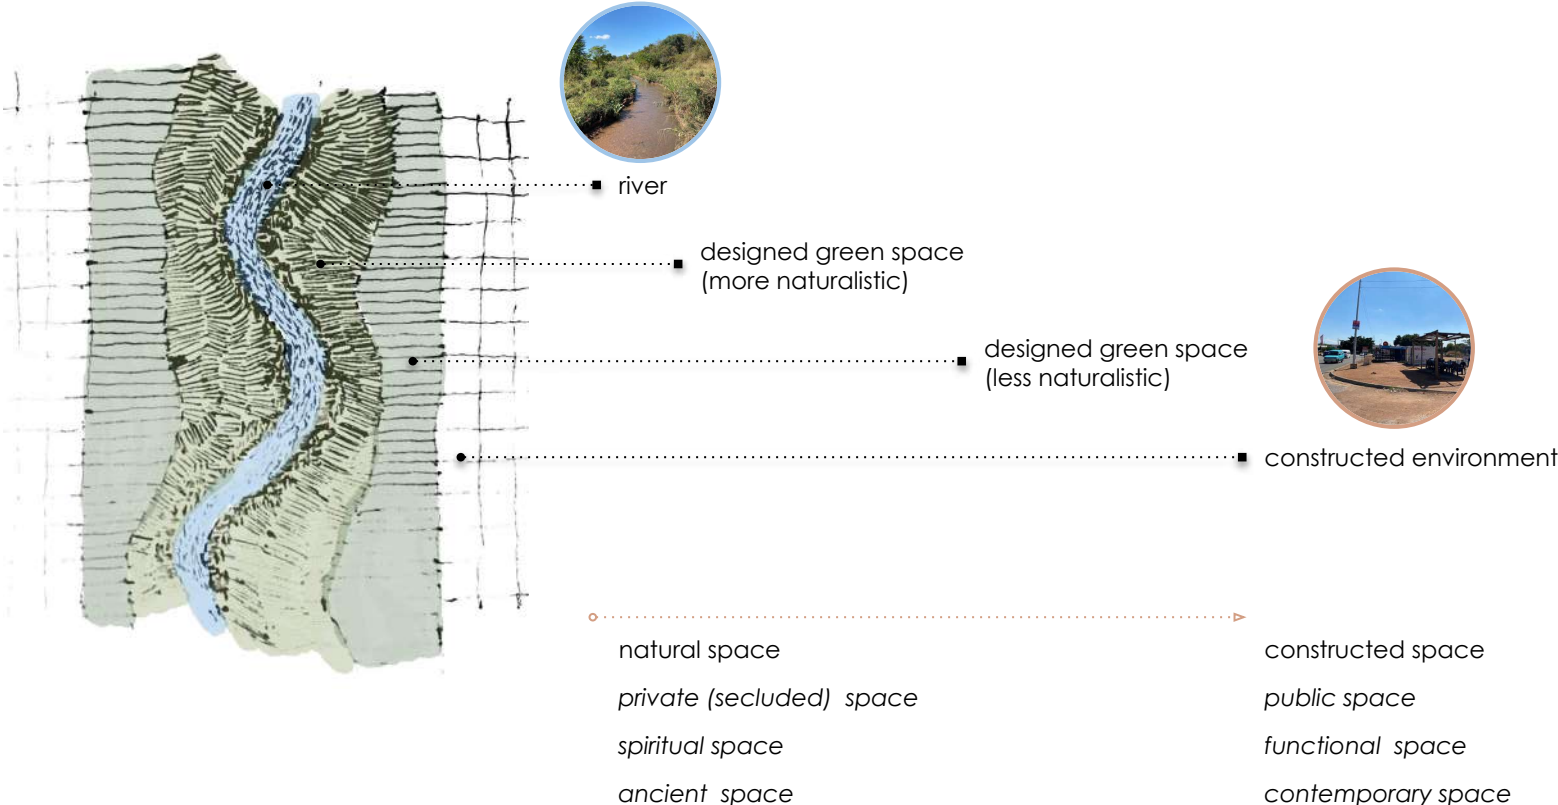 river
designed green space
(more naturalistic)
designed green space
(less naturalistic)
constructed environment
natural space
constructed space
private (secluded) space
public space
spiritual space
functional space
ancient space
contemporary space